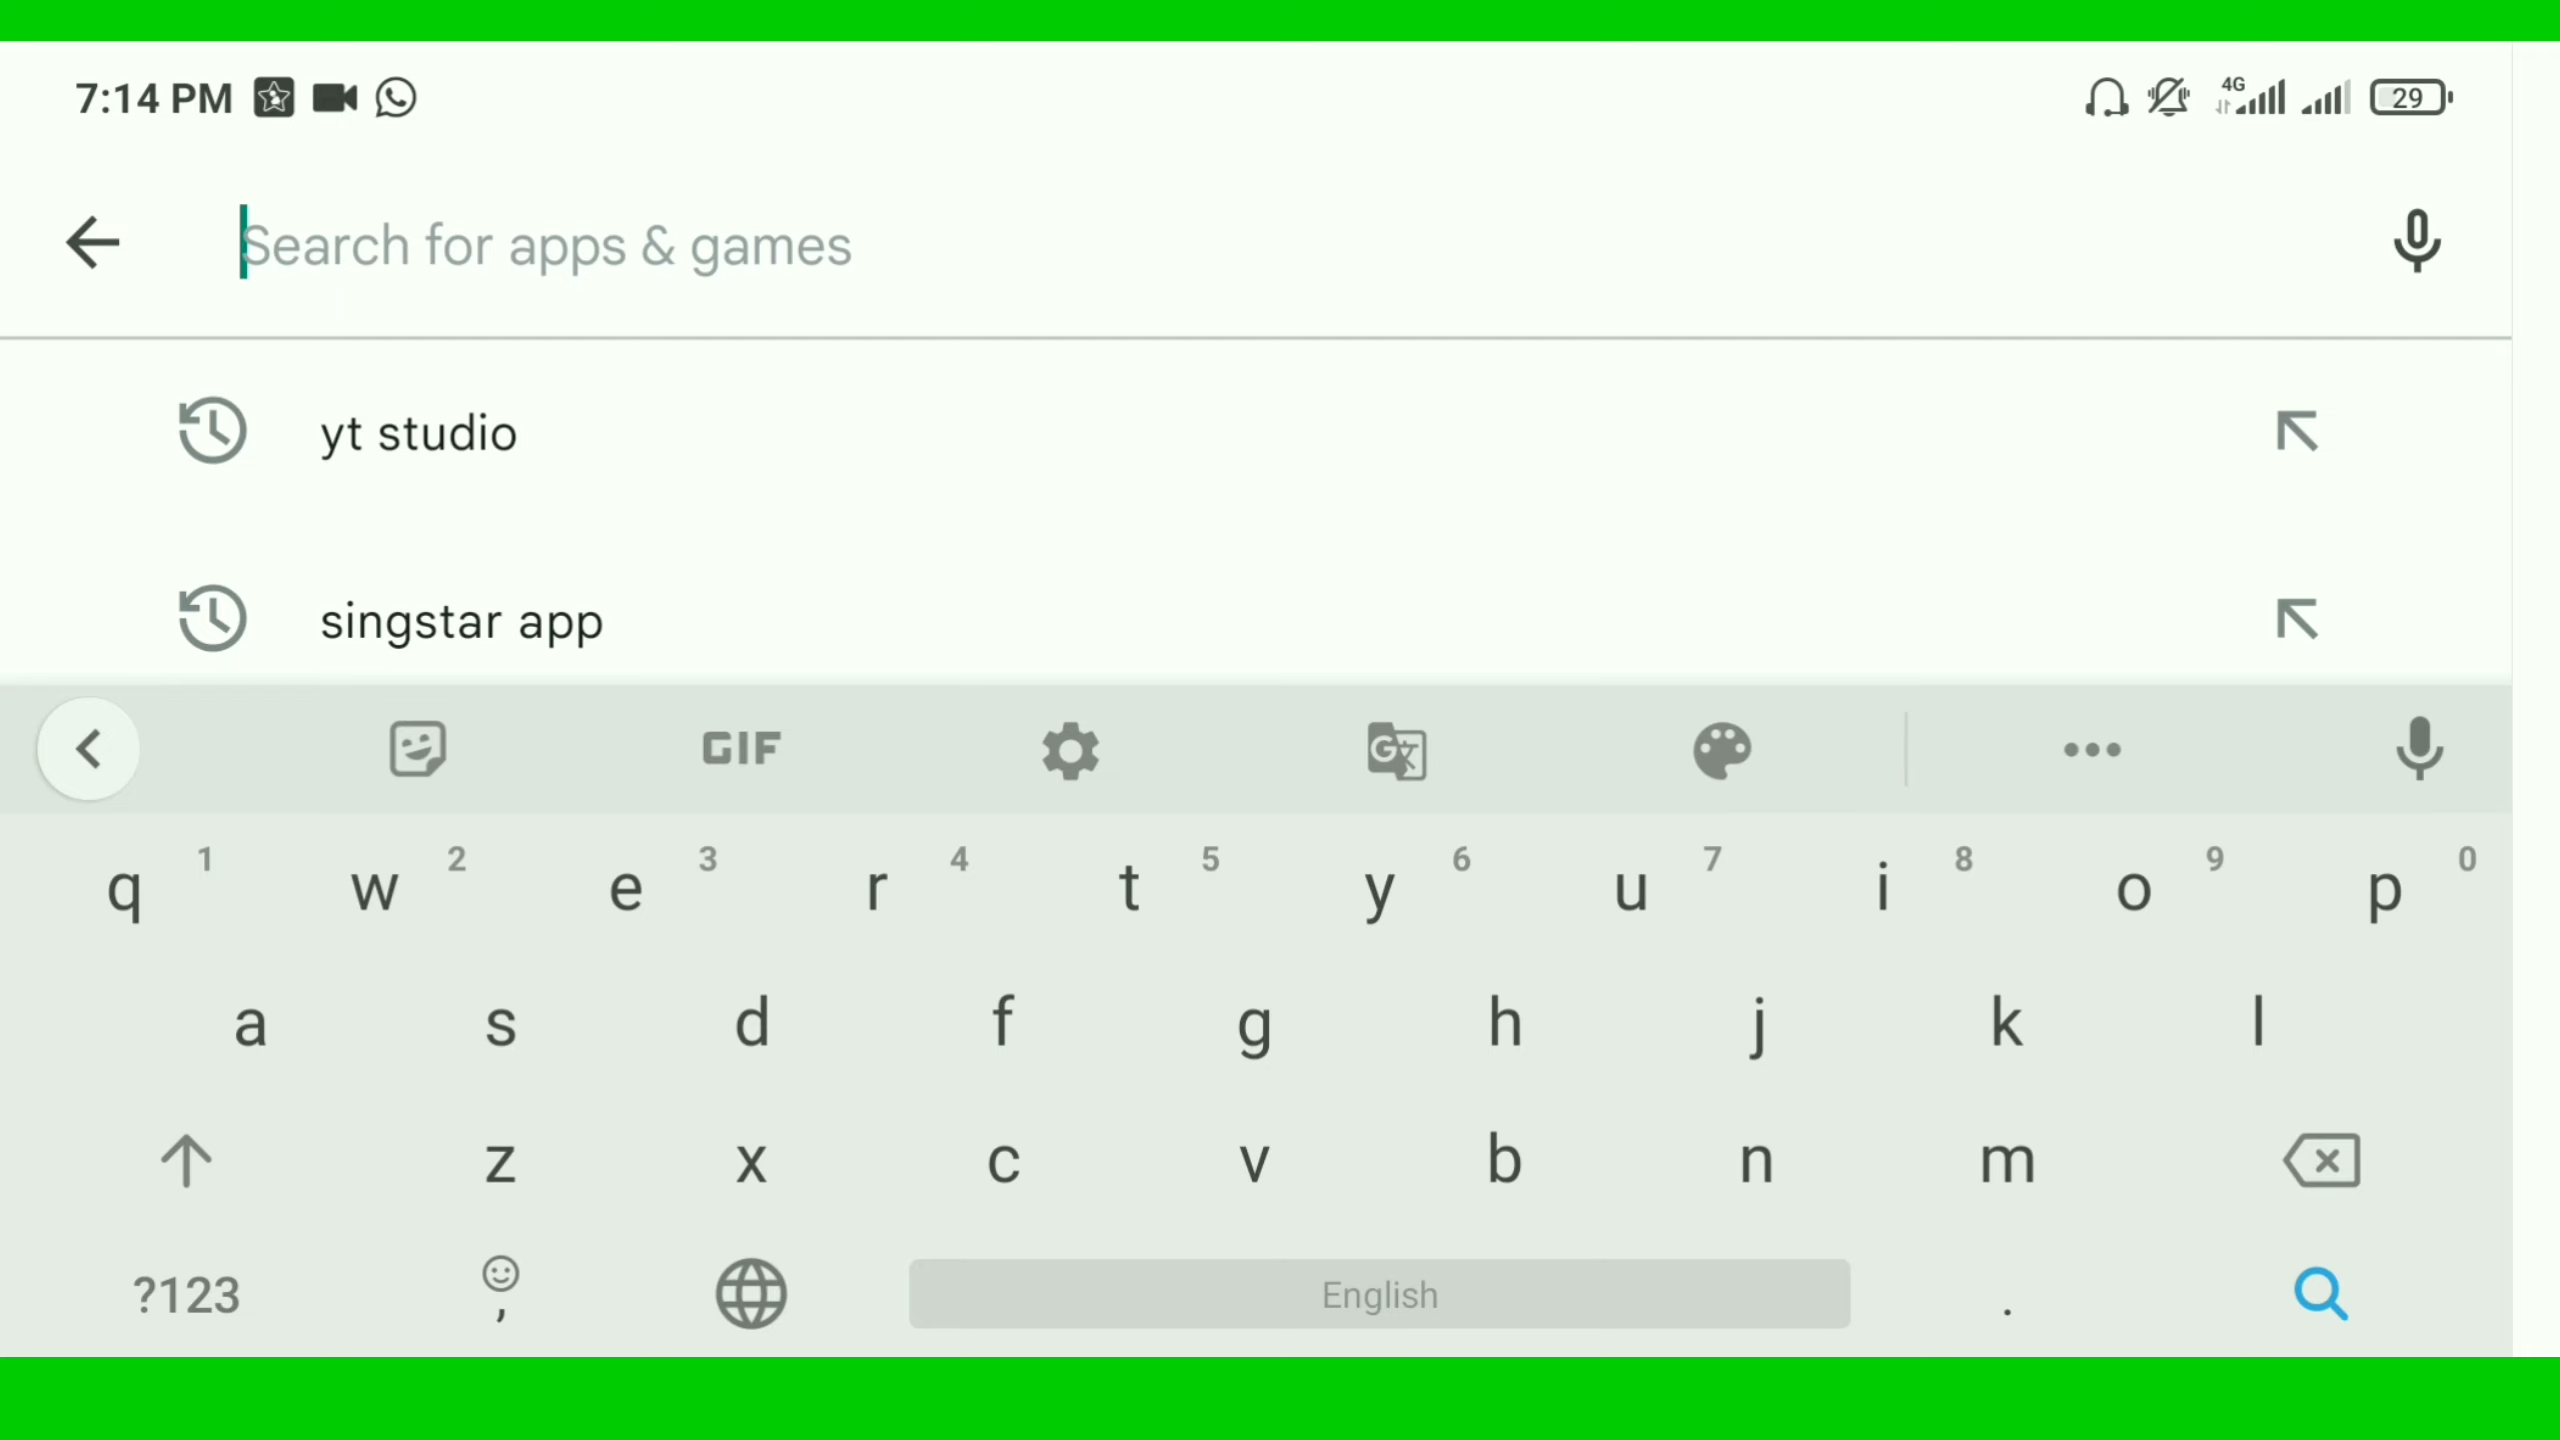 7:14 PM
4G
29
Search for apps & games
yt studio
singstar app
GIF
G
1 2 3 4 5 6 7 8 9 0
q w e r t y u i o p
a s d f g h j k l
z x c v b n m
?123 , English .